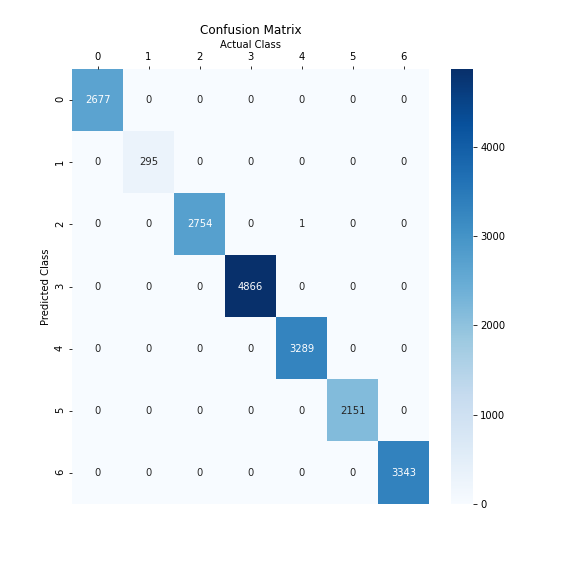 Confusion Matrix
Actual Class
0 1 2 3 4 5 6
0 2677 0 0 0 0 0 0
1 0 295 0 0 0 0 0
2 0 0 2754 0 1 0 0
3 0 0 0 4866 0 0 0
4 0 0 0 0 3289 0 0
5 0 0 0 0 0 2151 0
6 0 0 0 0 0 0 3343
Predicted Class
4000
3000
2000
1000
0